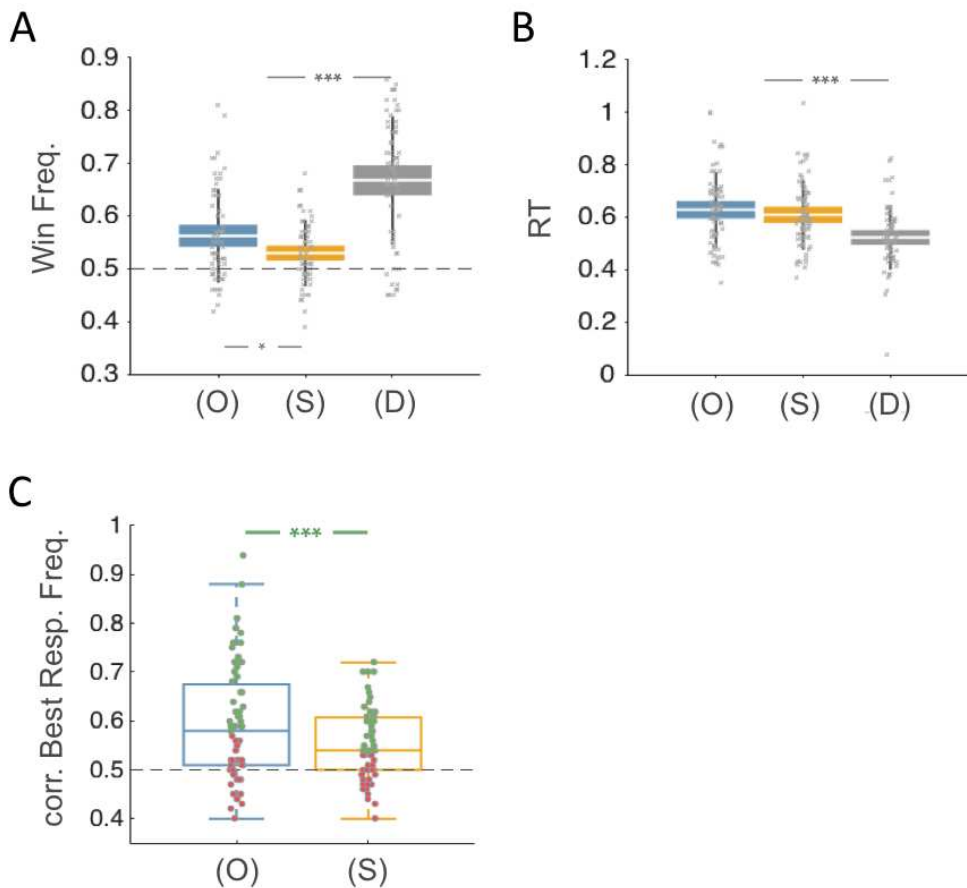 A
Win Freq.
0.9
0.8
0.7
0.6
0.5
0.4
0.3
***
*
(O) (S) (D)
B
RT
1.2
1
0.8
0.6
0.4
0.2
0
***
(O) (S) (D)
C
corr. Best Resp. Freq.
1
0.9
0.8
0.7
0.6
0.5
0.4
***
(O) (S)